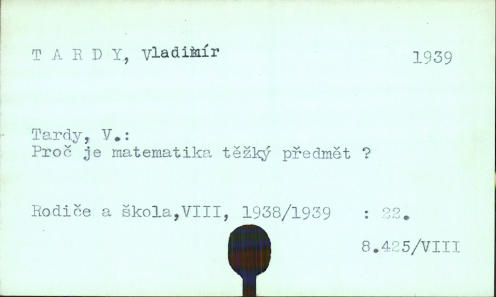 T A R D Y, Vladimír 1939
Tardy, V.:
Proč je matematika těžký předmět ?
Rodiče a škola,VIII, 1938/1939 : 22.
8.425/VIII